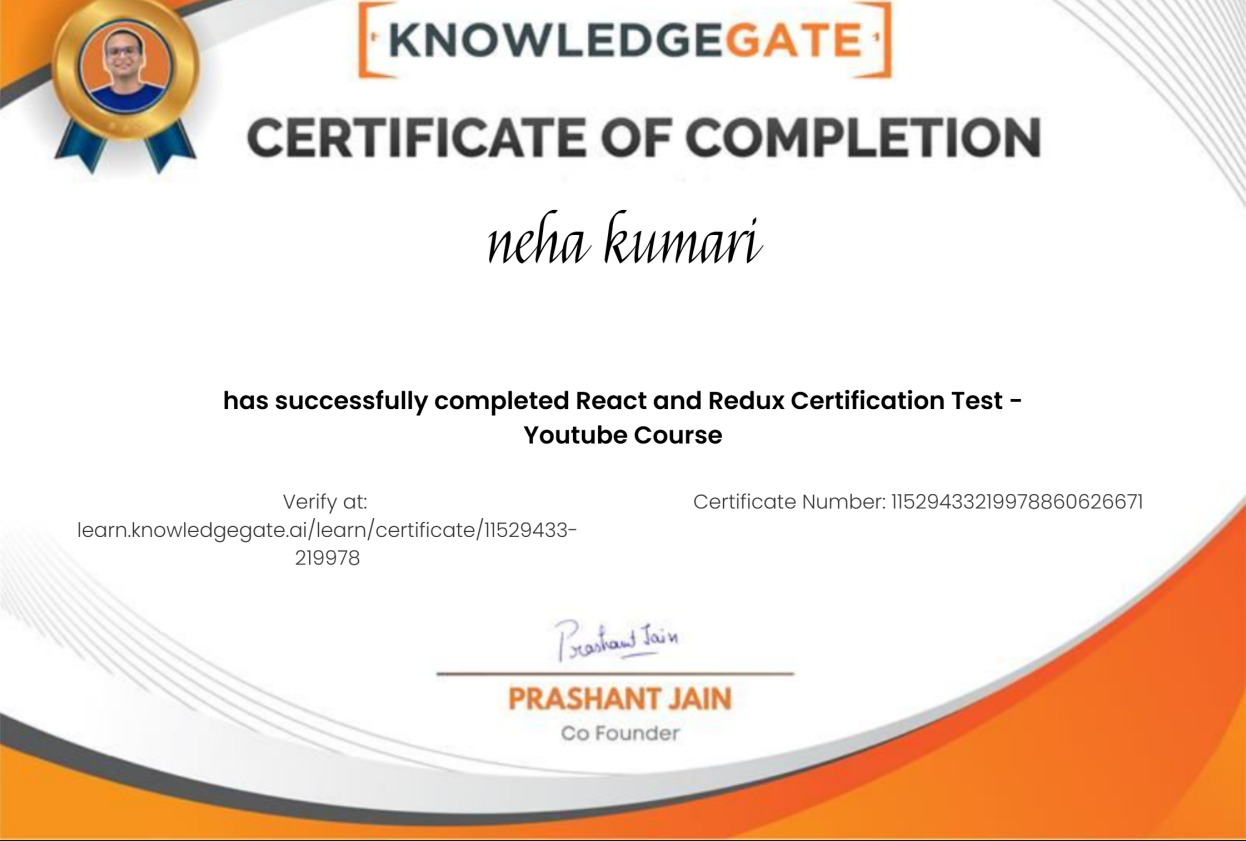 KNOWLEDGEGATE
CERTIFICATE OF COMPLETION
neha kumari
has successfully completed React and Redux Certification Test -
Youtube Course
Verify at:
learn.knowledgegate.ai/learn/certificate/11529433-
219978
Certificate Number: 11529433219978860626671
Prashant Jain
PRASHANT JAIN
Co Founder